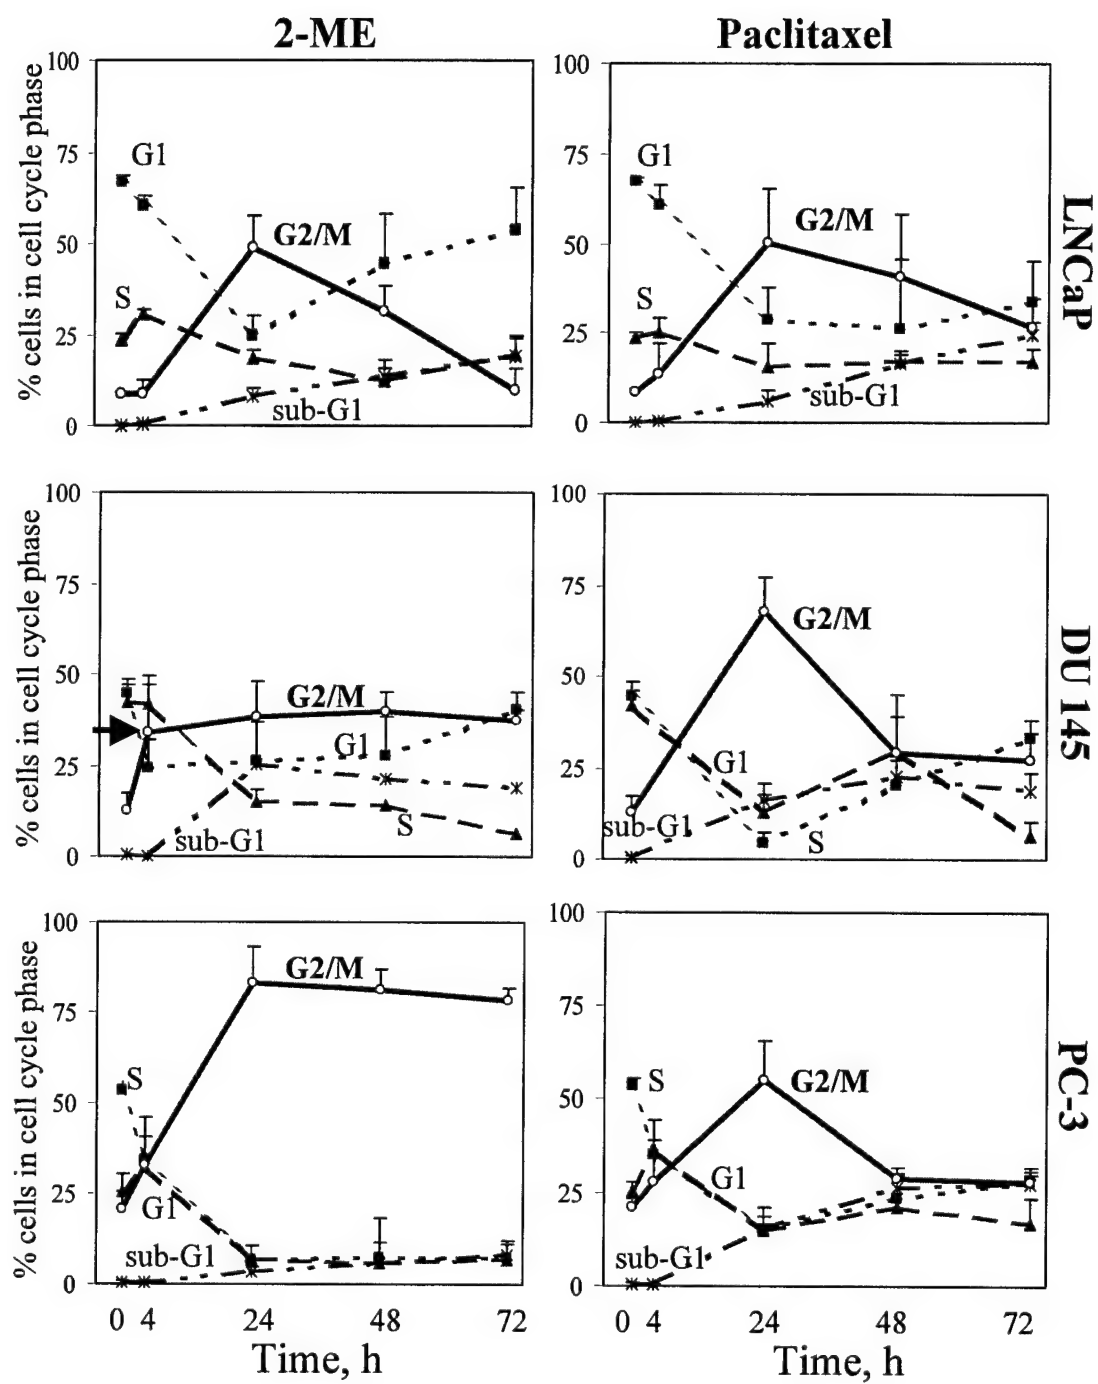 2-ME
Paclitaxel
% cells in cell cycle phase
100
75
50
25
0
G1
S
G2/M
sub-G1
100
75
50
25
0
G1
S
G2/M
sub-G1
LNCaP
% cells in cell cycle phase
100
75
50
25
0
G2/M
G1
sub-G1
S
100
75
50
25
0
G2/M
G1
sub-G1
S
DU 145
% cells in cell cycle phase
100
75
50
25
0
G2/M
S
G1
sub-G1
0 4 24 48 72
Time, h
100
75
50
25
0
S
G2/M
G1
sub-G1
0 4 24 48 72
Time, h
PC-3